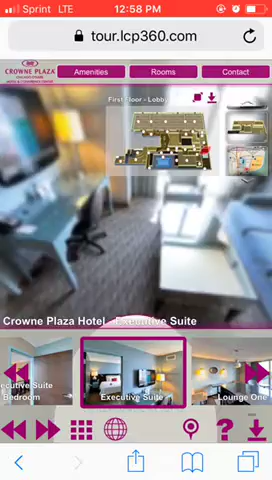 Sprint LTE 12:58 PM
tour.lcp360.com
CROWNE PLAZA
Amenities
Rooms
Contact
First Floor - Lobby
Crowne Plaza Hotel - Executive Suite
Executive Suite
Bedroom
Executive Suite
Lounge One
?